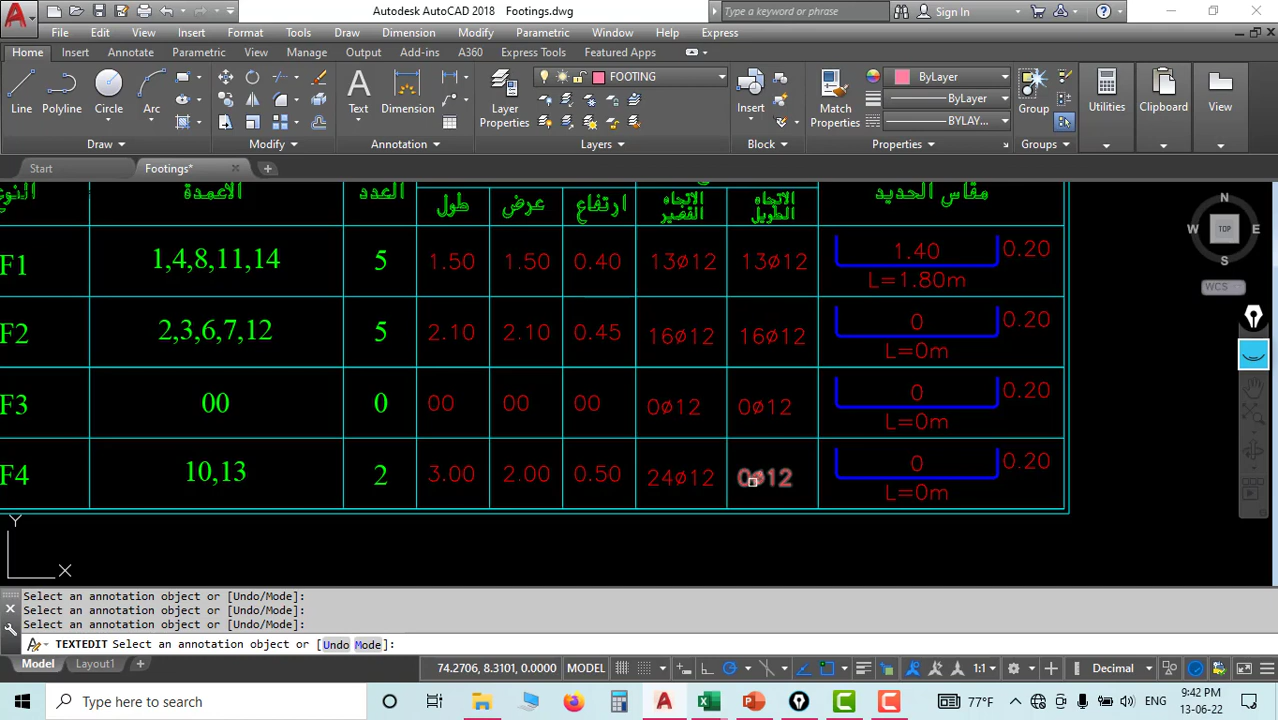 Autodesk AutoCAD 2018 Footings.dwg
Type a keyword or phrase
Sign In
File Edit View Insert Format Tools Draw Dimension Modify Parametric Window Help Express
Home Insert Annotate Parametric View Manage Output Add-ins A360 Express Tools Featured Apps
Line Polyline Circle Arc
Text Dimension
Layer Properties
FOOTING
Insert
Match Properties
ByLayer
ByLayer
BYLAY...
Group
Utilities
Clipboard
View
Draw Modify Annotation Layers Block Properties Groups
Start Footings*
الاعمدة العدد مقاس الحديد
طول عرض ارتفاع الاتجاه القصير الاتجاه الطويل
F1 1,4,8,11,14 5 1.50 1.50 0.40 13ø12 13ø12 1.40 0.20
L=1.80m
F2 2,3,6,7,12 5 2.10 2.10 0.45 16ø12 16ø12 0 0.20
L=0m
F3 00 0 00 00 00 0ø12 0ø12 0 0.20
L=0m
F4 10,13 2 3.00 2.00 0.50 24ø12 0ø12 0 0.20
L=0m
N
W TOP E
S
WCS
Y
X
Select an annotation object or [Undo/Mode]:
Select an annotation object or [Undo/Mode]:
Select an annotation object or [Undo/Mode]:
TEXTEDIT Select an annotation object or [Undo Mode]:
Model Layout1
74.2706, 8.3101, 0.0000 MODEL 1:1 Decimal
Type here to search
77°F ENG
9:42 PM
13-06-22